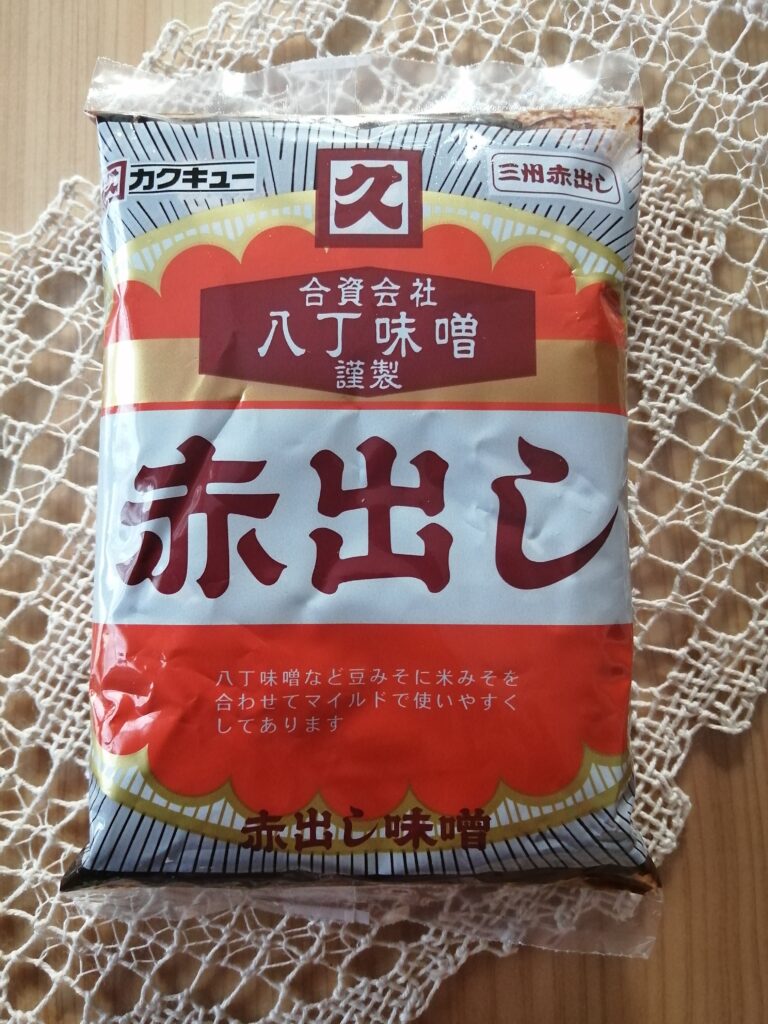 カクキュー
久
三州赤出し
合資会社
八丁味噌
謹製
赤出し
八丁味噌など豆みそに米みそを
合わせてマイルドで使いやすく
してあります
赤出し味噌